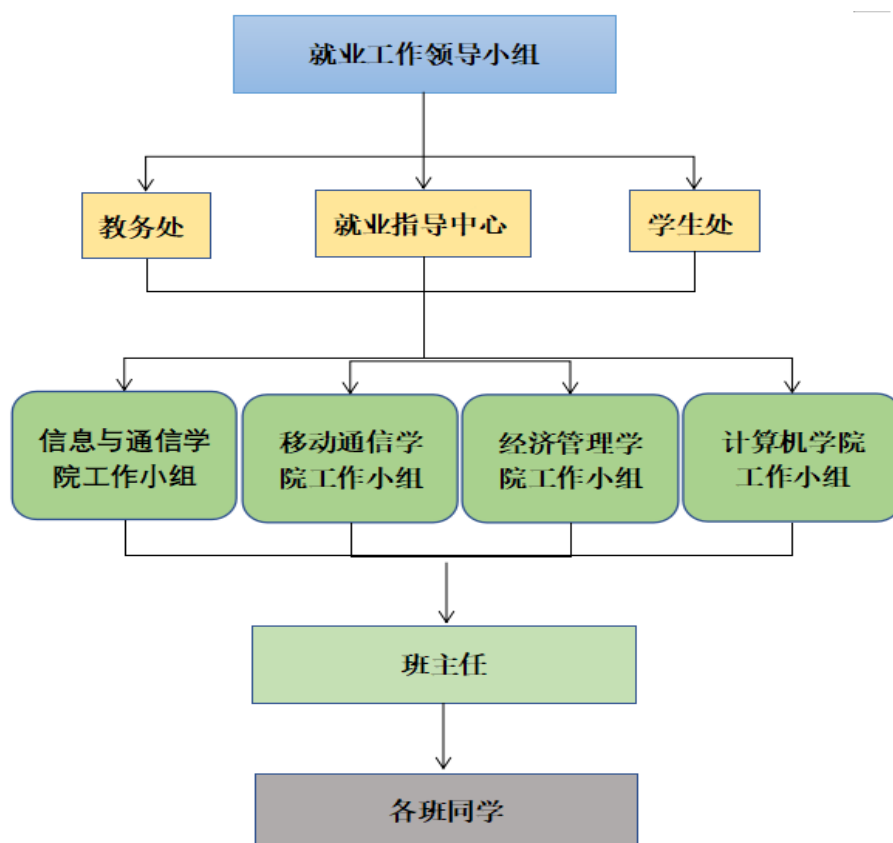 就业工作领导小组
教务处
就业指导中心
学生处
信息与通信学
院工作小组
移动通信学
院工作小组
经济管理学
院工作小组
计算机学院
工作小组
班主任
各班同学